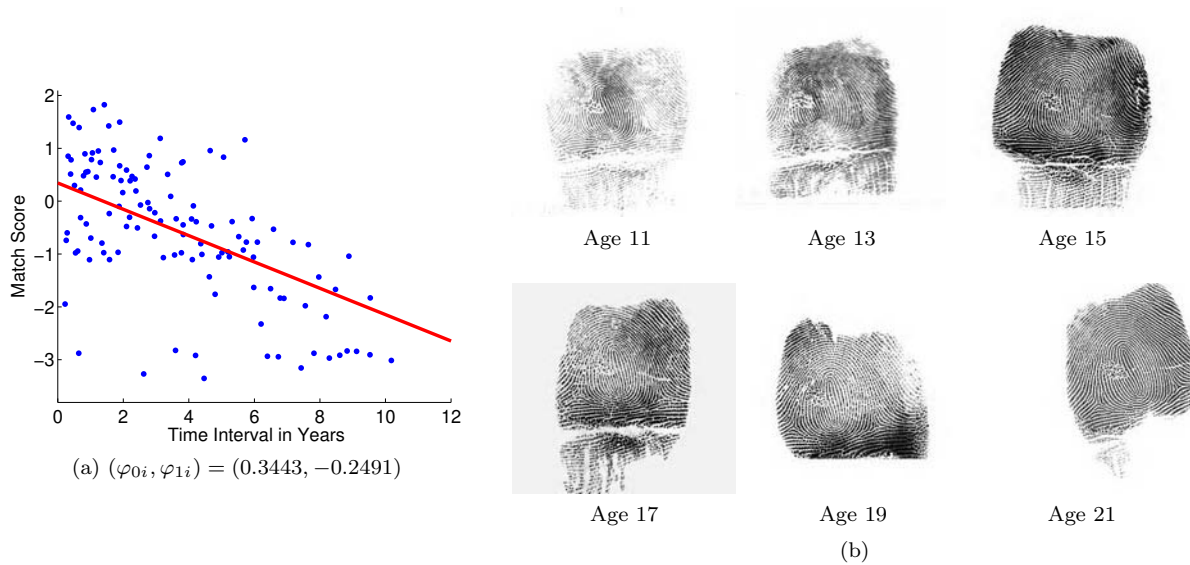 2
1
0
−1
−2
−3
Match Score
0 2 4 6 8 10 12
Time Interval in Years
(a) (φ0i, φ1i) = (0.3443, −0.2491)
Age 11 Age 13 Age 15
Age 17 Age 19 Age 21
(b)